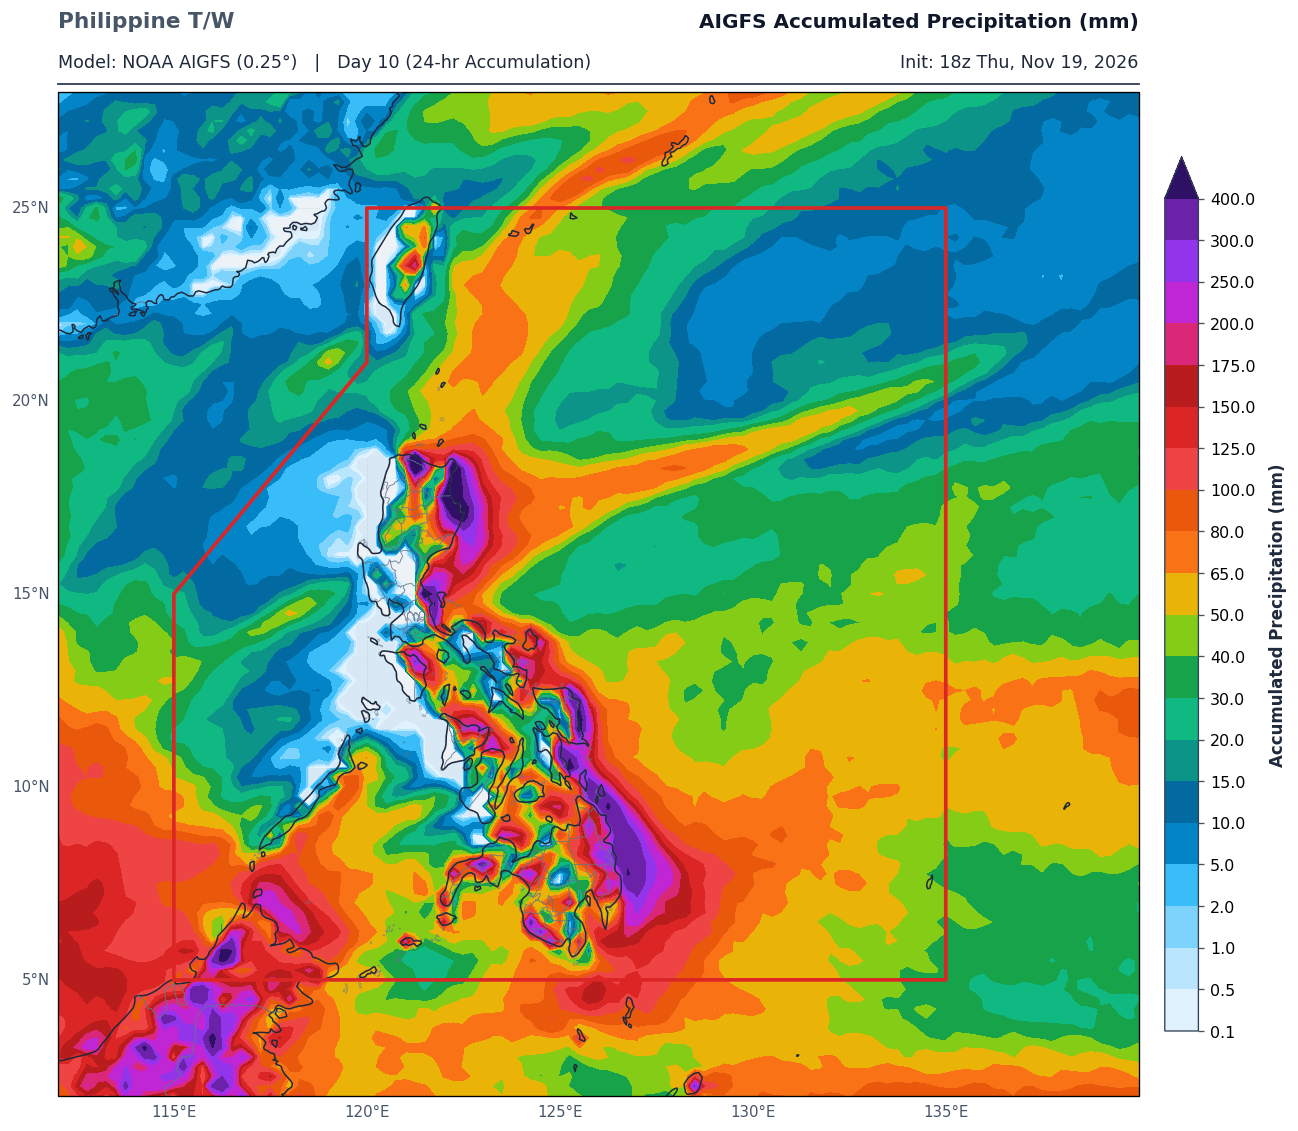 Philippine T/W
AIGFS Accumulated Precipitation (mm)
Model: NOAA AIGFS (0.25°)   |   Day 10 (24-hr Accumulation)
Init: 18z Thu, Nov 19, 2026
25°N
20°N
15°N
10°N
5°N
115°E
120°E
125°E
130°E
135°E
400.0
300.0
250.0
200.0
175.0
150.0
125.0
100.0
80.0
65.0
50.0
40.0
30.0
20.0
15.0
10.0
5.0
2.0
1.0
0.5
0.1
Accumulated Precipitation (mm)